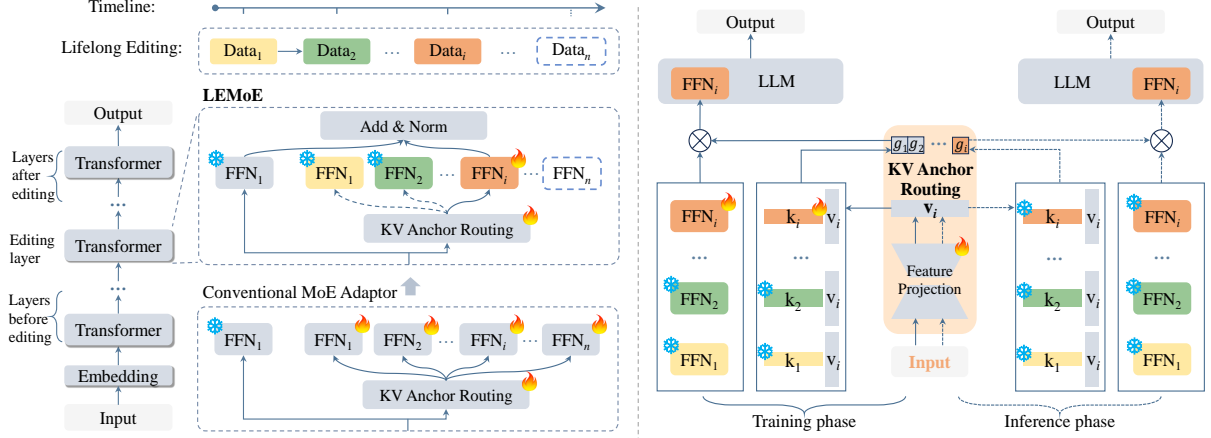 Timeline:
Lifelong Editing:
Data1 Data2 ... Datai ... Datan
LEMoE
Output
Add & Norm
Layers
after
editing
Transformer
...
FFN1 FFN1 FFN2 ... FFNi ... FFNn
KV Anchor Routing
Editing
layer
Transformer
...
Conventional MoE Adaptor
Layers
before
editing
Transformer
FFN1 FFN1 FFN2 ... FFNi ... FFNn
Embedding
KV Anchor Routing
Input
Output Output
FFNi LLM LLM FFNi
g1 g2 ... gi
KV Anchor
Routing
vi
FFNi ki vi ki vi FFNi
... ... ... ...
Feature
Projection
FFN2 k2 vi k2 vi FFN2
FFN1 k1 vi Input k1 vi FFN1
Training phase Inference phase